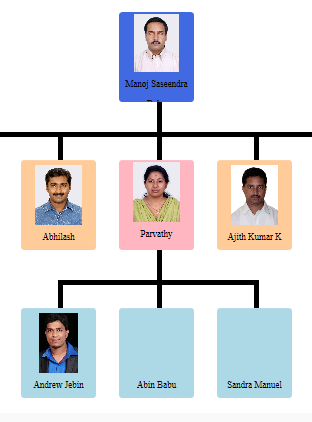 Manoj Saseendra
Abhilash
Parvathy
Ajith Kumar K
Andrew Jebin
Abin Babu
Sandra Manuel